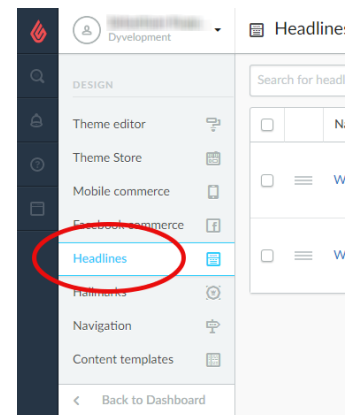 Dyvelopment
Headlines
Search for headl
DESIGN
Theme editor
Na
Theme Store
Mobile commerce
W
Facebook commerce
Headlines
W
Hallmarks
Navigation
Content templates
Back to Dashboard